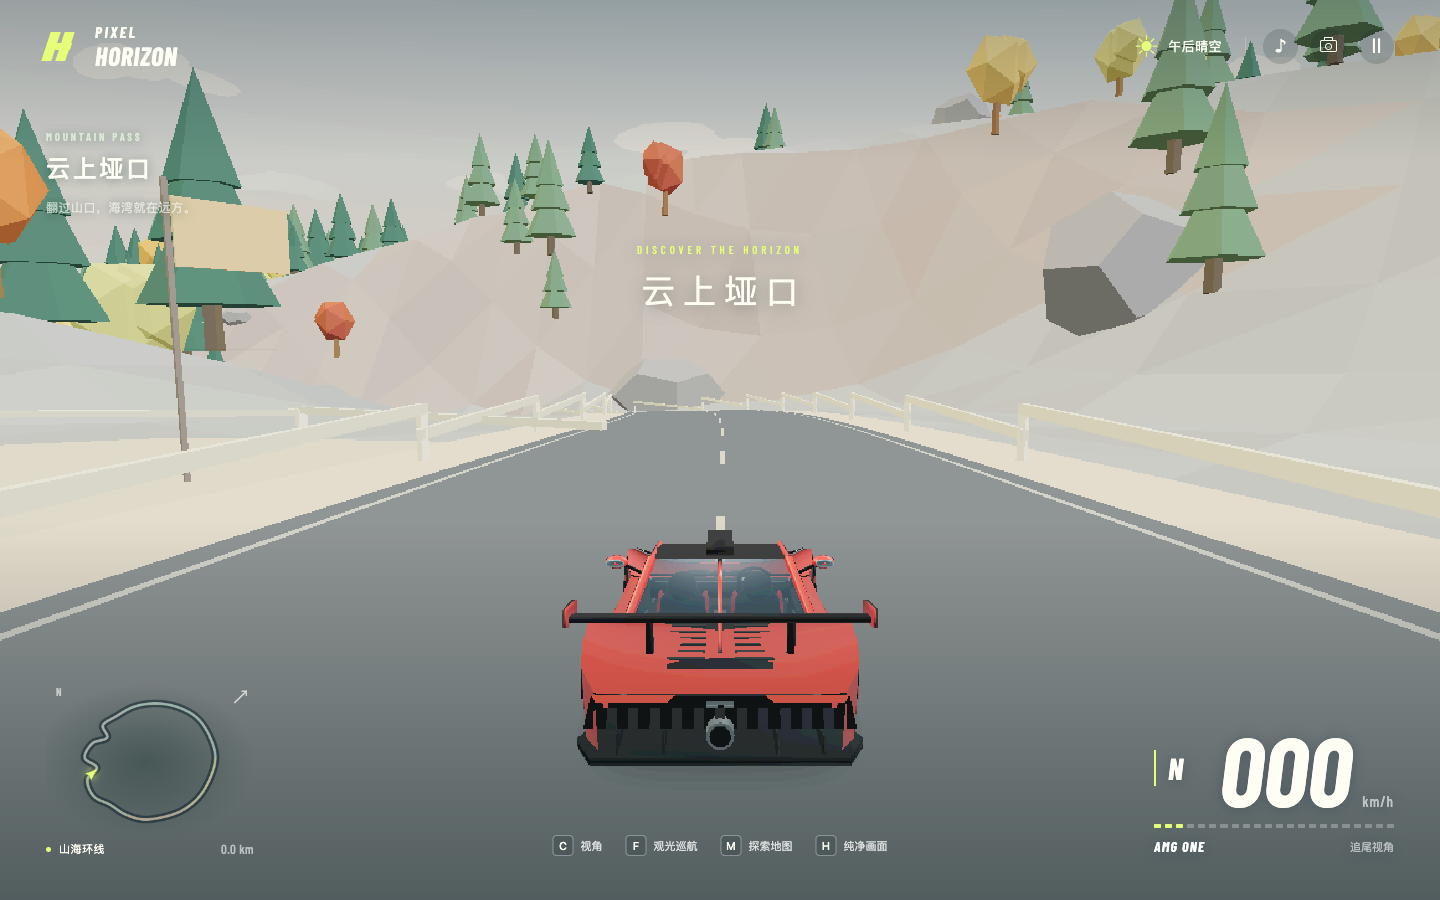 H
PIXEL
HORIZON
午后晴空
MOUNTAIN PASS
云上垭口
翻过山口，海湾就在远方。
DISCOVER THE HORIZON
云上垭口
N
山海环线
0.0 km
C 视角
F 观光巡航
M 探索地图
H 纯净画面
N
000
km/h
AMG ONE
追尾视角